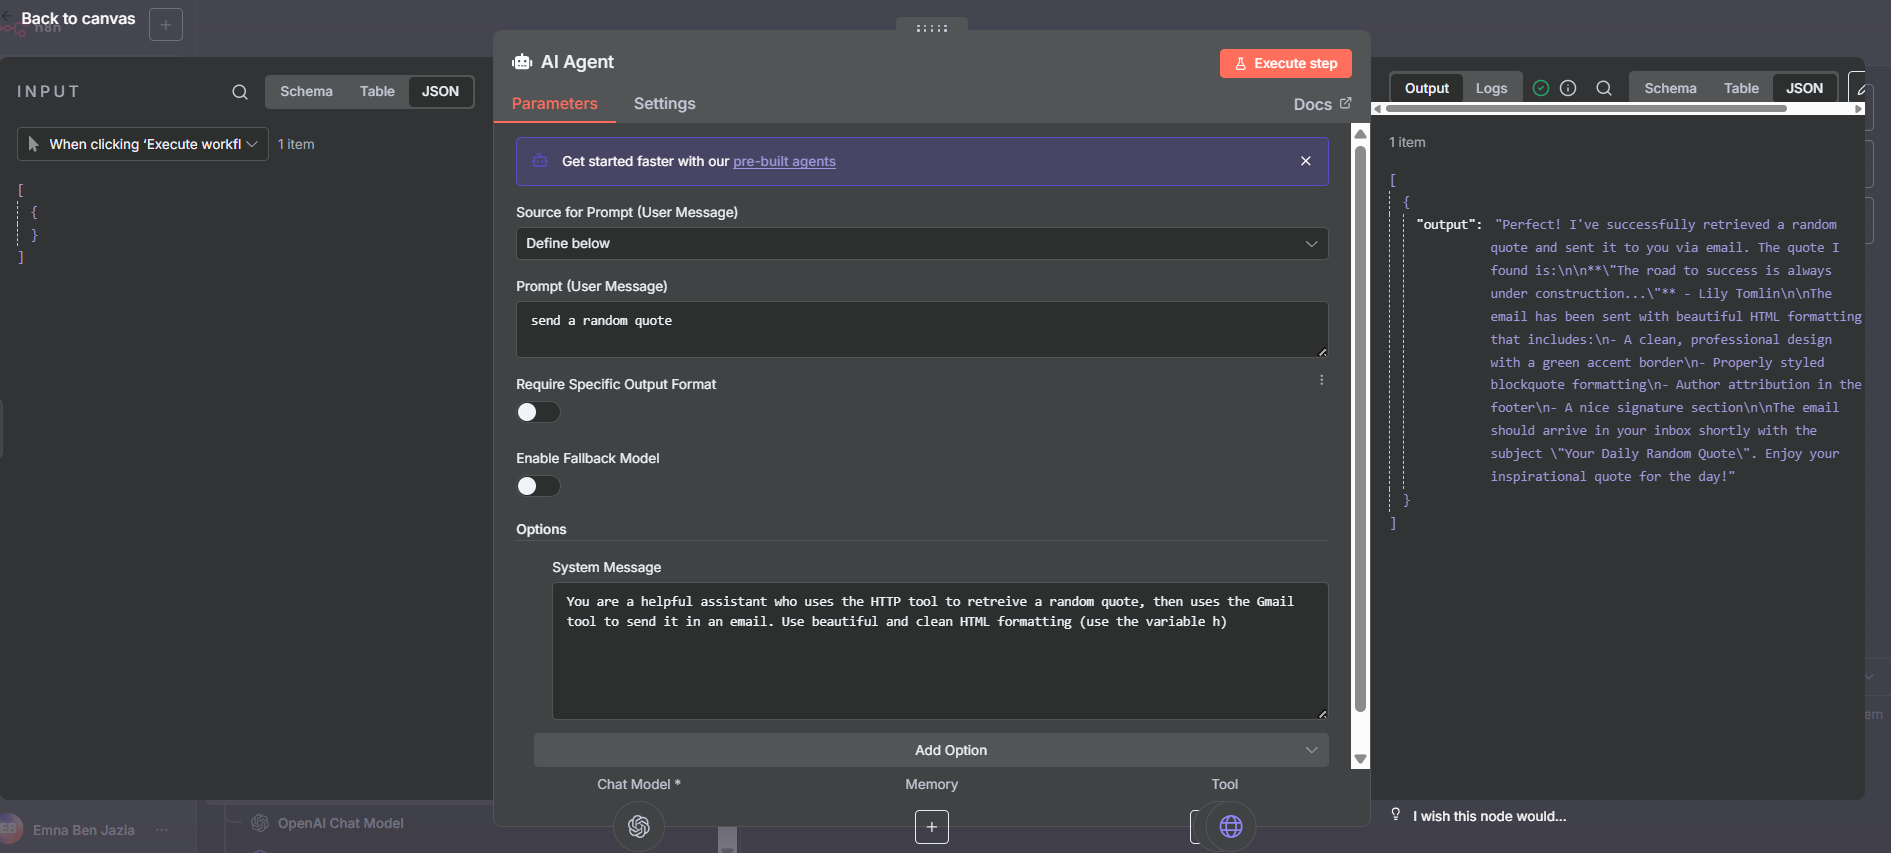 Back to canvas
n8n
INPUT
Schema
Table
JSON
When clicking ‘Execute workfl
1 item
[
{
}
]
AI Agent
Execute step
Parameters
Settings
Docs
Get started faster with our pre-built agents
Source for Prompt (User Message)
Define below
Prompt (User Message)
send a random quote
Require Specific Output Format
Enable Fallback Model
Options
System Message
You are a helpful assistant who uses the HTTP tool to retreive a random quote, then uses the Gmail
tool to send it in an email. Use beautiful and clean HTML formatting (use the variable h)
Add Option
Chat Model *
Memory
Tool
Output
Logs
Schema
Table
JSON
1 item
[
{
"output": "Perfect! I've successfully retrieved a random
quote and sent it to you via email. The quote I
found is:\n\n**\"The road to success is always
under construction...\"** - Lily Tomlin\n\nThe
email has been sent with beautiful HTML formatting
that includes:\n- A clean, professional design
with a green accent border\n- Properly styled
blockquote formatting\n- Author attribution in the
footer\n- A nice signature section\n\nThe email
should arrive in your inbox shortly with the
subject \"Your Daily Random Quote\". Enjoy your
inspirational quote for the day!"
}
]
I wish this node would...
EB
Emna Ben Jazia
OpenAI Chat Model
em